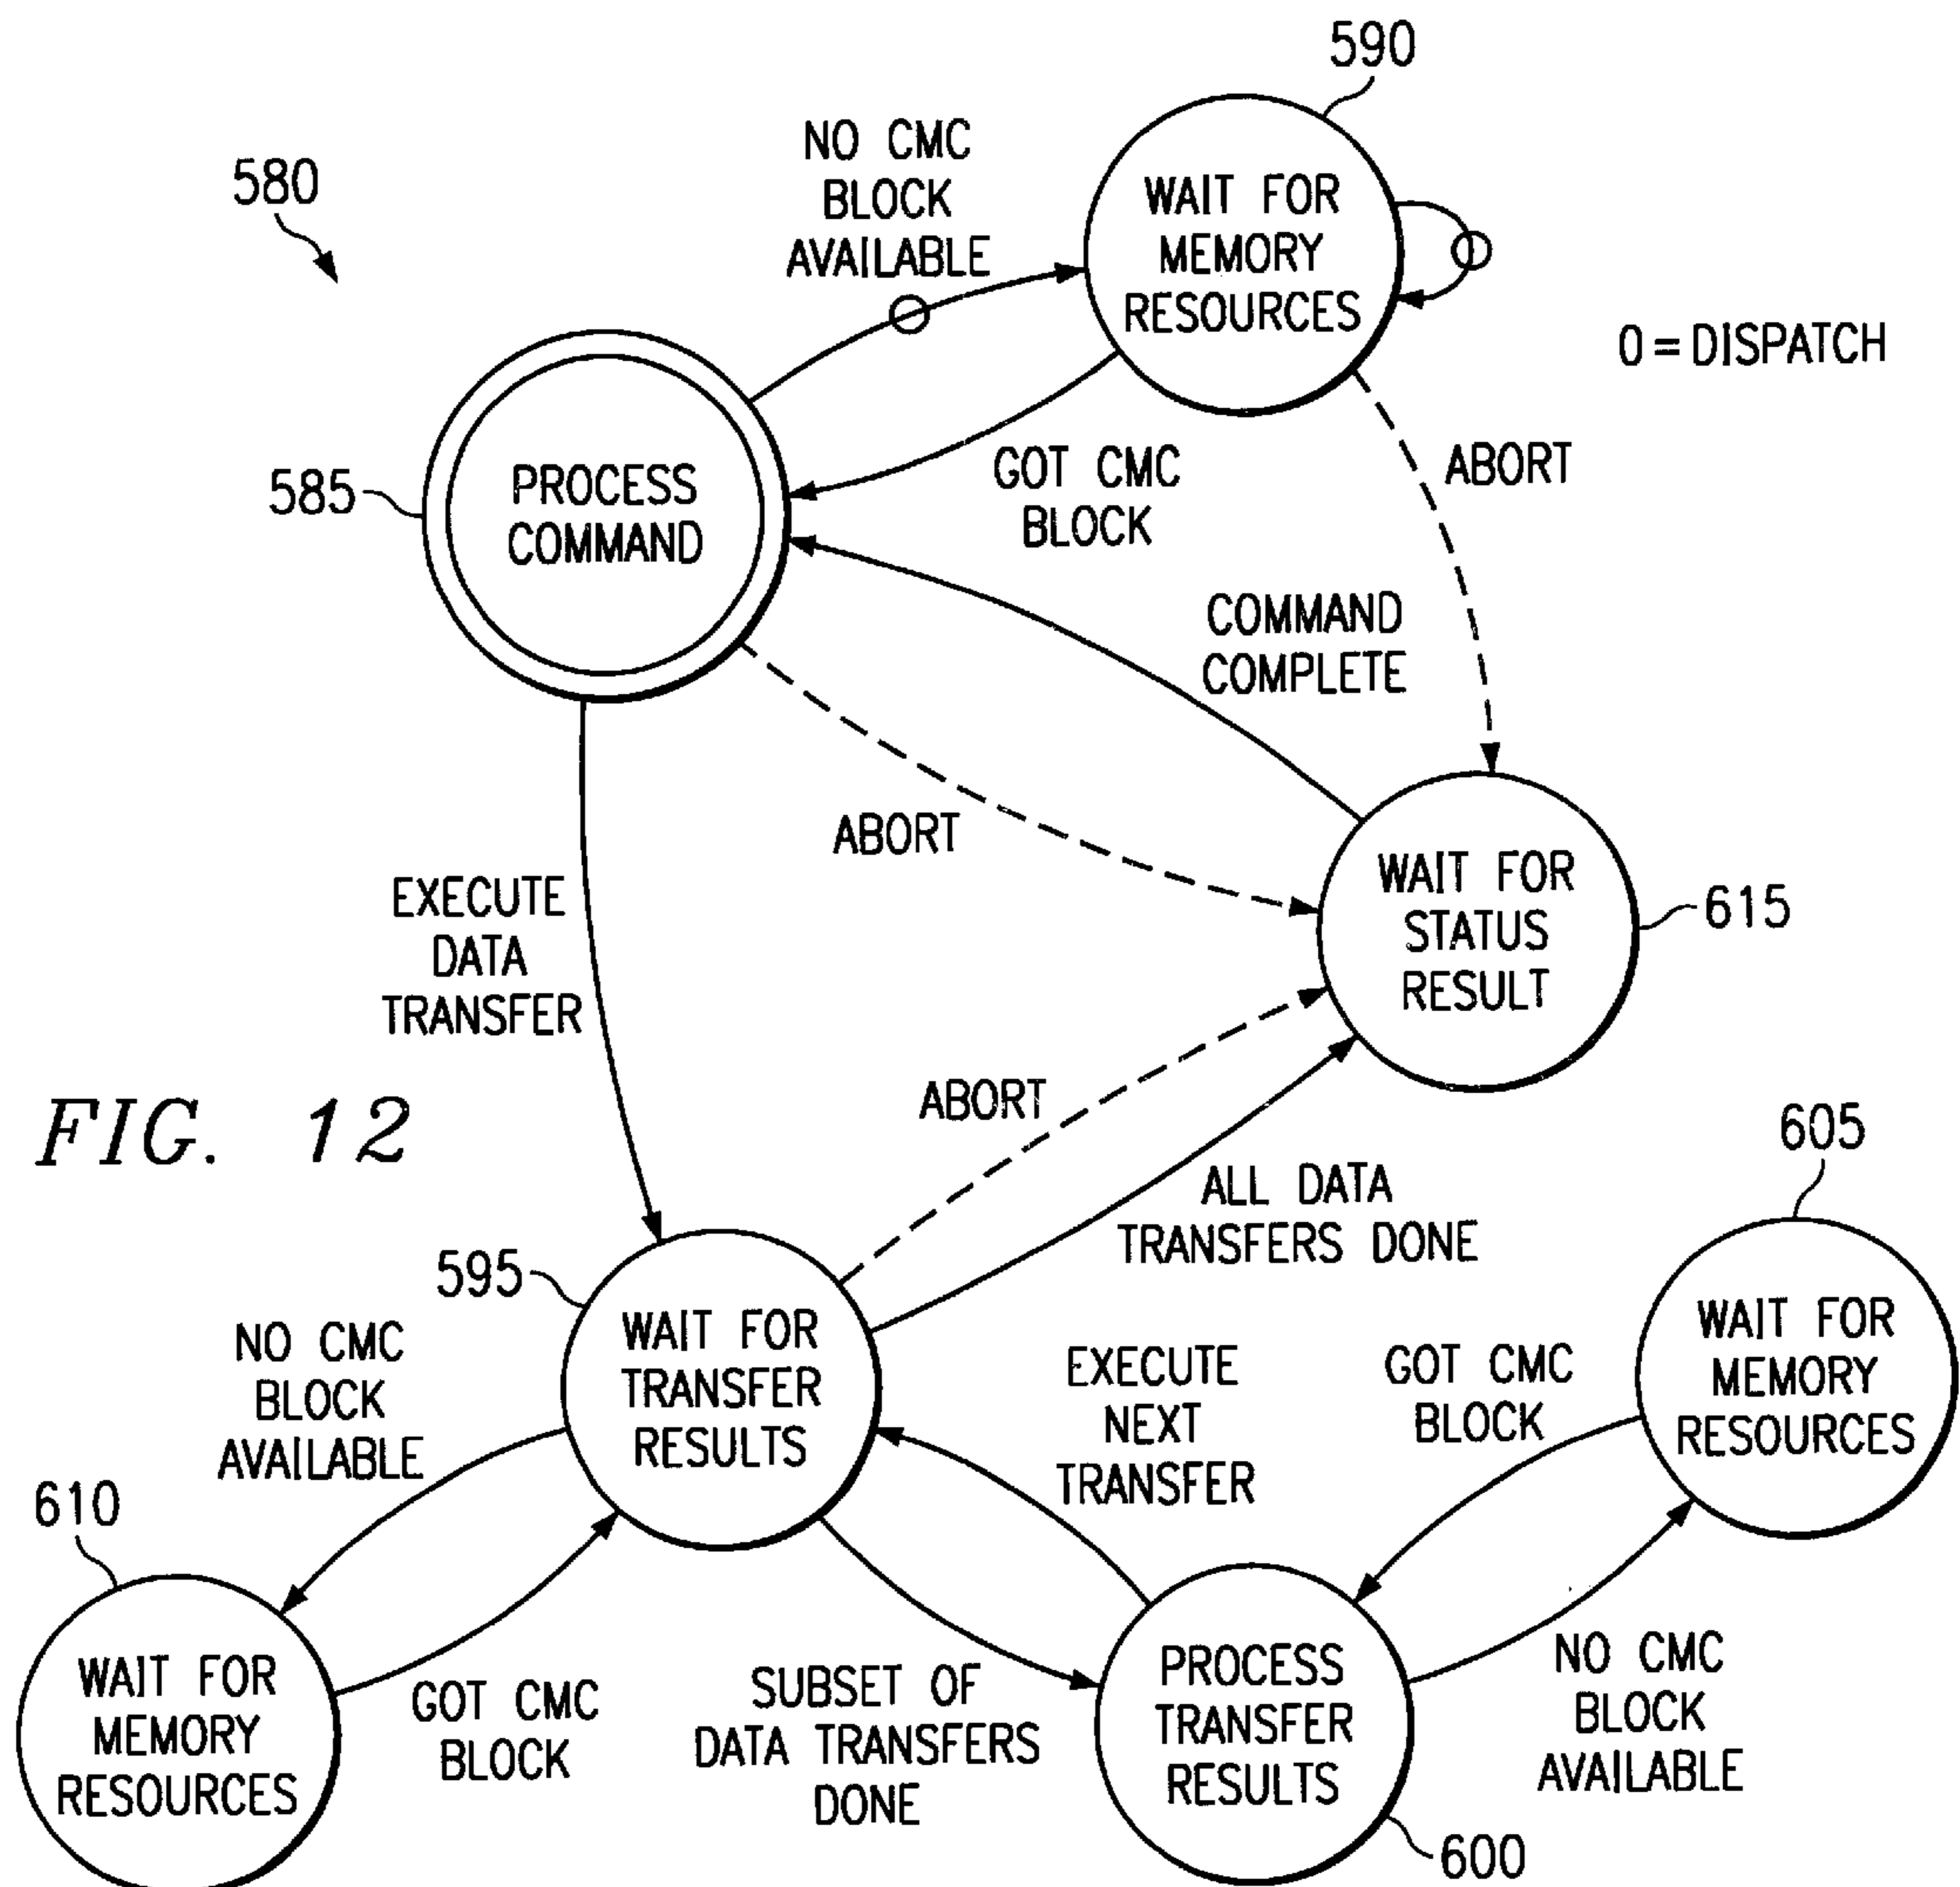 590
580
NO CMC
BLOCK
AVAILABLE
WAIT FOR
MEMORY
RESOURCES
0 = DISPATCH
585
PROCESS
COMMAND
GOT CMC
BLOCK
ABORT
COMMAND
COMPLETE
ABORT
EXECUTE
DATA
TRANSFER
WAIT FOR
STATUS
RESULT
615
FIG. 12
ABORT
ALL DATA
TRANSFERS DONE
605
595
WAIT FOR
TRANSFER
RESULTS
NO CMC
BLOCK
AVAILABLE
EXECUTE
NEXT
TRANSFER
GOT CMC
BLOCK
WAIT FOR
MEMORY
RESOURCES
610
WAIT FOR
MEMORY
RESOURCES
GOT CMC
BLOCK
SUBSET OF
DATA TRANSFERS
DONE
PROCESS
TRANSFER
RESULTS
NO CMC
BLOCK
AVAILABLE
600